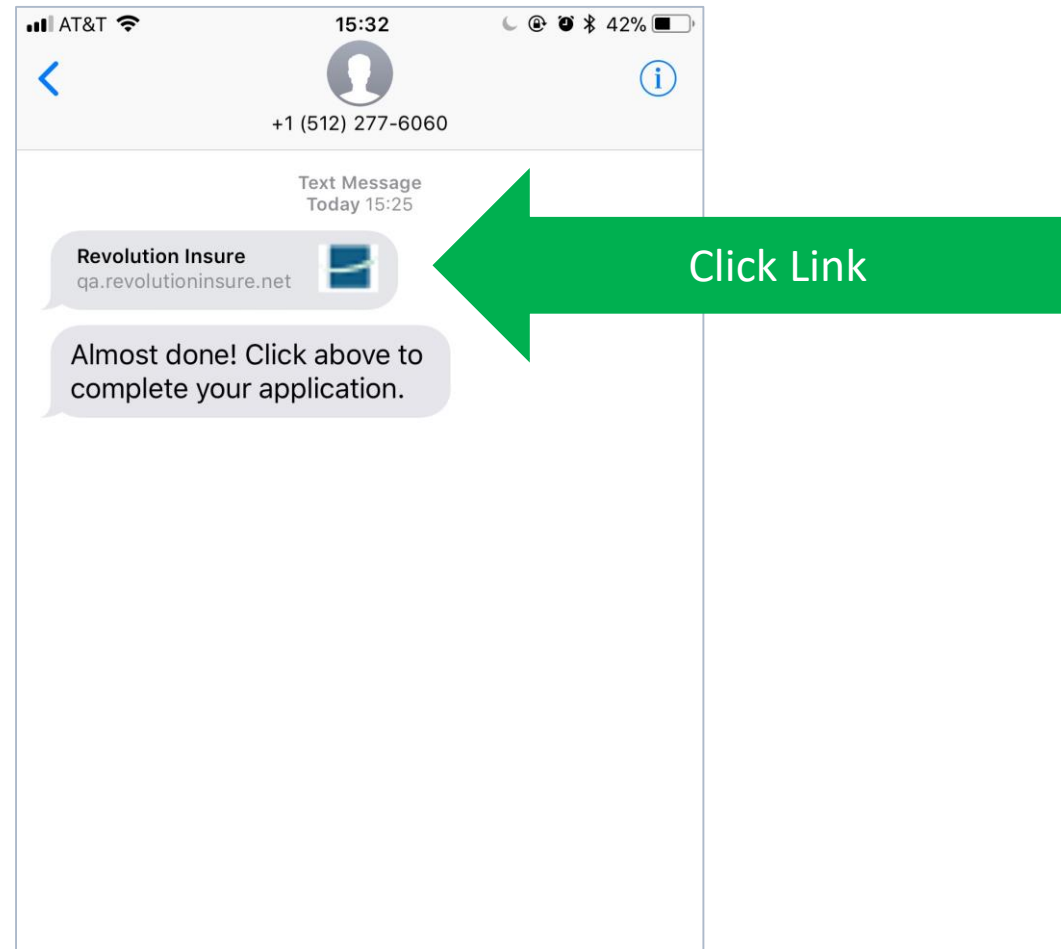 AT&T 15:32 42%
+1 (512) 277-6060
Text Message
Today 15:25
Revolution Insure
qa.revolutioninsure.net
Click Link
Almost done! Click above to
complete your application.